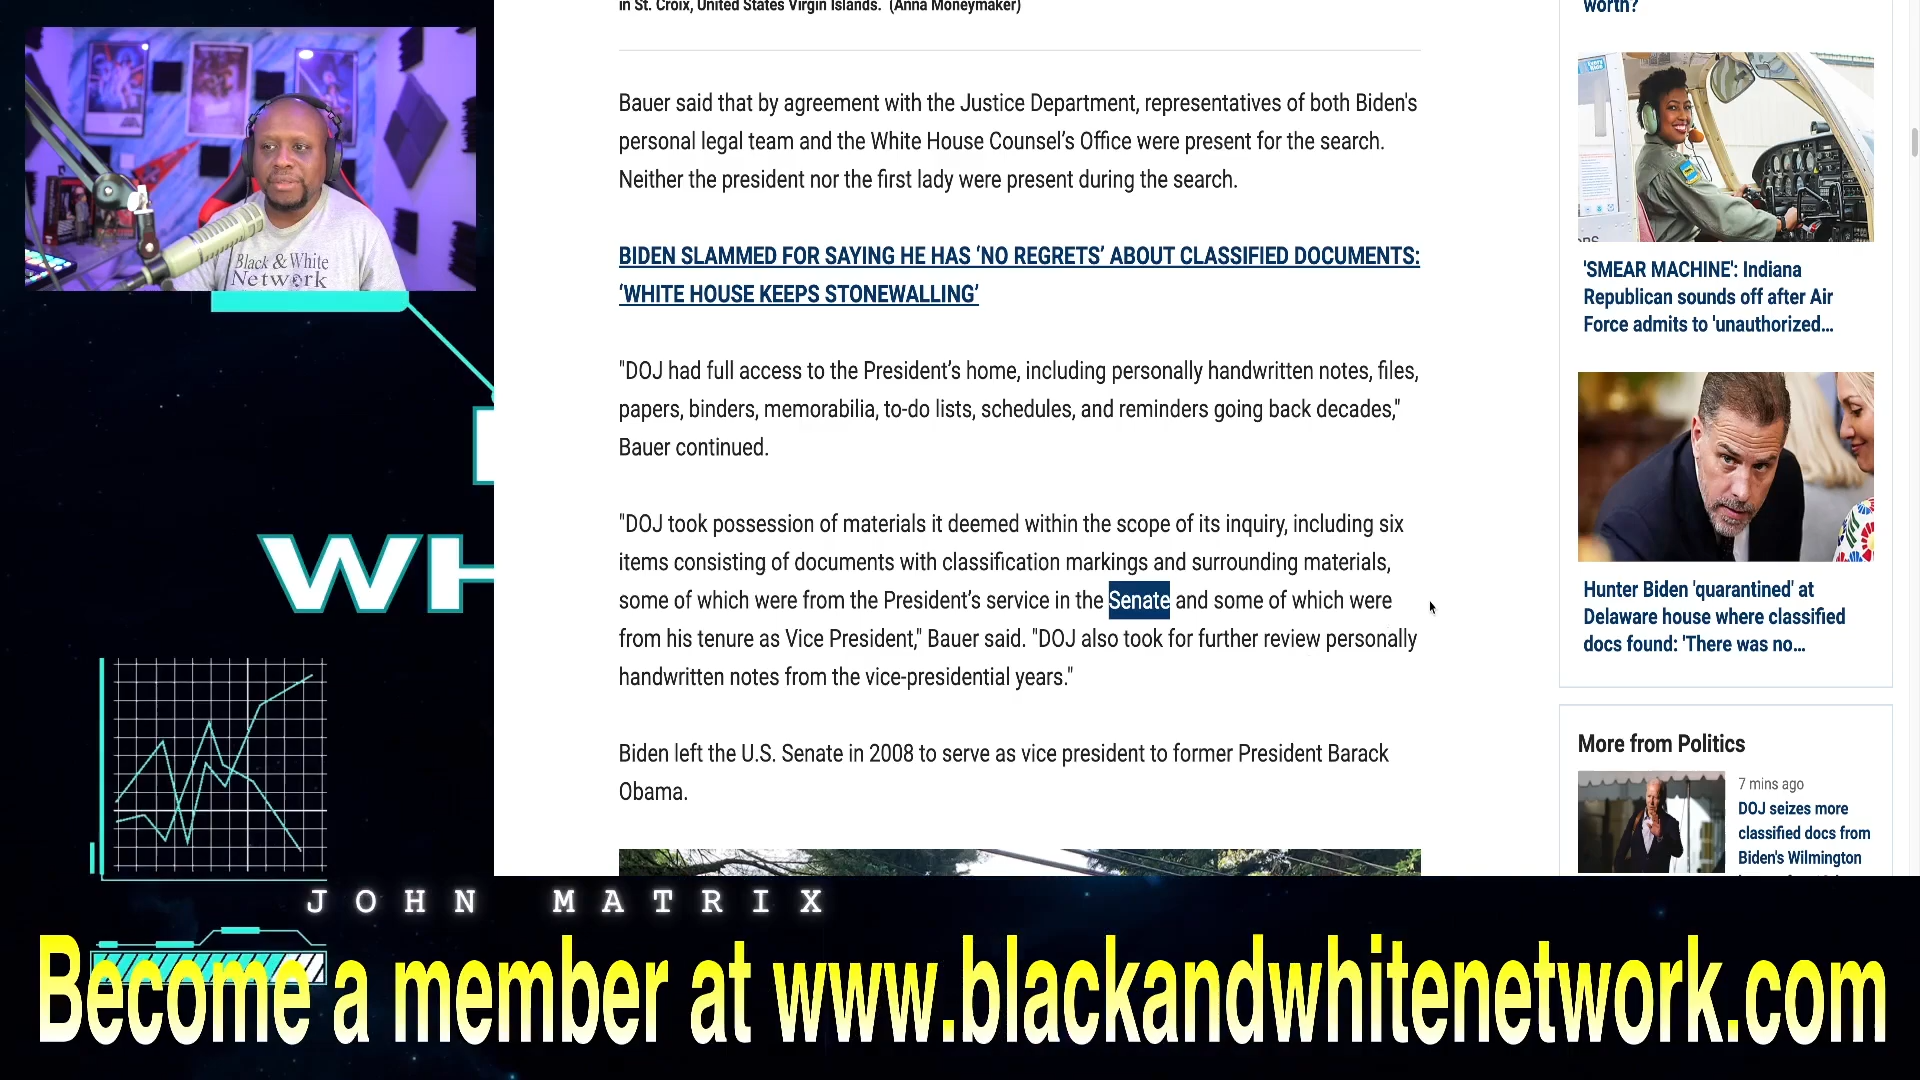 in St. Croix, United States Virgin Islands. (Anna Moneymaker)
Bauer said that by agreement with the Justice Department, representatives of both Biden's
personal legal team and the White House Counsel’s Office were present for the search.
Neither the president nor the first lady were present during the search.
BIDEN SLAMMED FOR SAYING HE HAS ‘NO REGRETS’ ABOUT CLASSIFIED DOCUMENTS:
‘WHITE HOUSE KEEPS STONEWALLING’
"DOJ had full access to the President’s home, including personally handwritten notes, files,
papers, binders, memorabilia, to-do lists, schedules, and reminders going back decades,"
Bauer continued.
"DOJ took possession of materials it deemed within the scope of its inquiry, including six
items consisting of documents with classification markings and surrounding materials,
some of which were from the President’s service in the Senate and some of which were
from his tenure as Vice President," Bauer said. "DOJ also took for further review personally
handwritten notes from the vice-presidential years."
Biden left the U.S. Senate in 2008 to serve as vice president to former President Barack
Obama.
worth?
'SMEAR MACHINE': Indiana
Republican sounds off after Air
Force admits to 'unauthorized...
Hunter Biden 'quarantined' at
Delaware house where classified
docs found: 'There was no...
More from Politics
7 mins ago
DOJ seizes more
classified docs from
Biden's Wilmington
Black & White
Network
WH
JOHN MATRIX
Become a member at www.blackandwhitenetwork.com